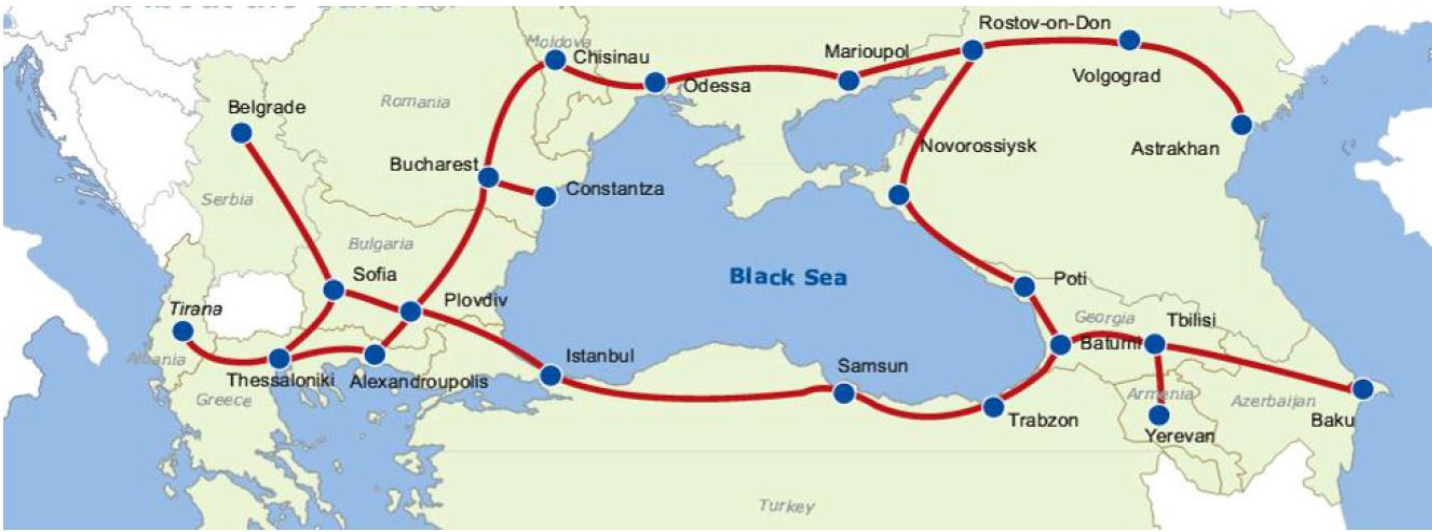 Rostov-on-Don
Moldova
Chisinau
Marioupol
Volgograd
Odessa
Belgrade
Romania
Novorossiysk
Astrakhan
Bucharest
Constantza
Serbia
Bulgaria
Sofia
Black Sea
Poti
Plovdiv
Tirana
Georgia
Tbilisi
Batumi
Albania
Istanbul
Samsun
Thessaloniki
Alexandroupolis
Greece
Armenia
Azerbaijan
Trabzon
Yerevan
Baku
Turkey